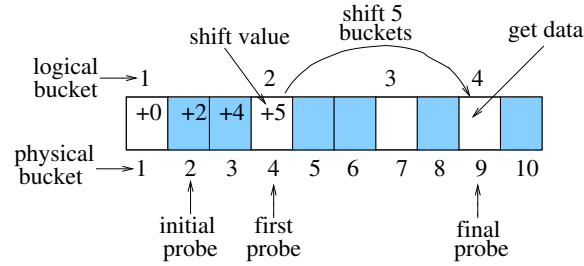 shift 5
buckets
shift value
get data
logical
bucket
1 2 3 4
+0 +2 +4 +5
physical
bucket
1 2 3 4 5 6 7 8 9 10
initial
probe
first
probe
final
probe